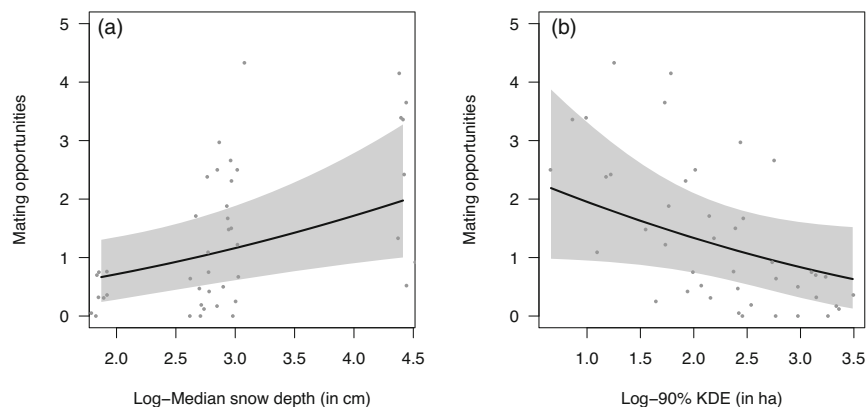 (a)
5
4
3
2
1
0
Mating opportunities
2.0 2.5 3.0 3.5 4.0 4.5
Log−Median snow depth (in cm)
(b)
5
4
3
2
1
0
Mating opportunities
1.0 1.5 2.0 2.5 3.0 3.5
Log−90% KDE (in ha)